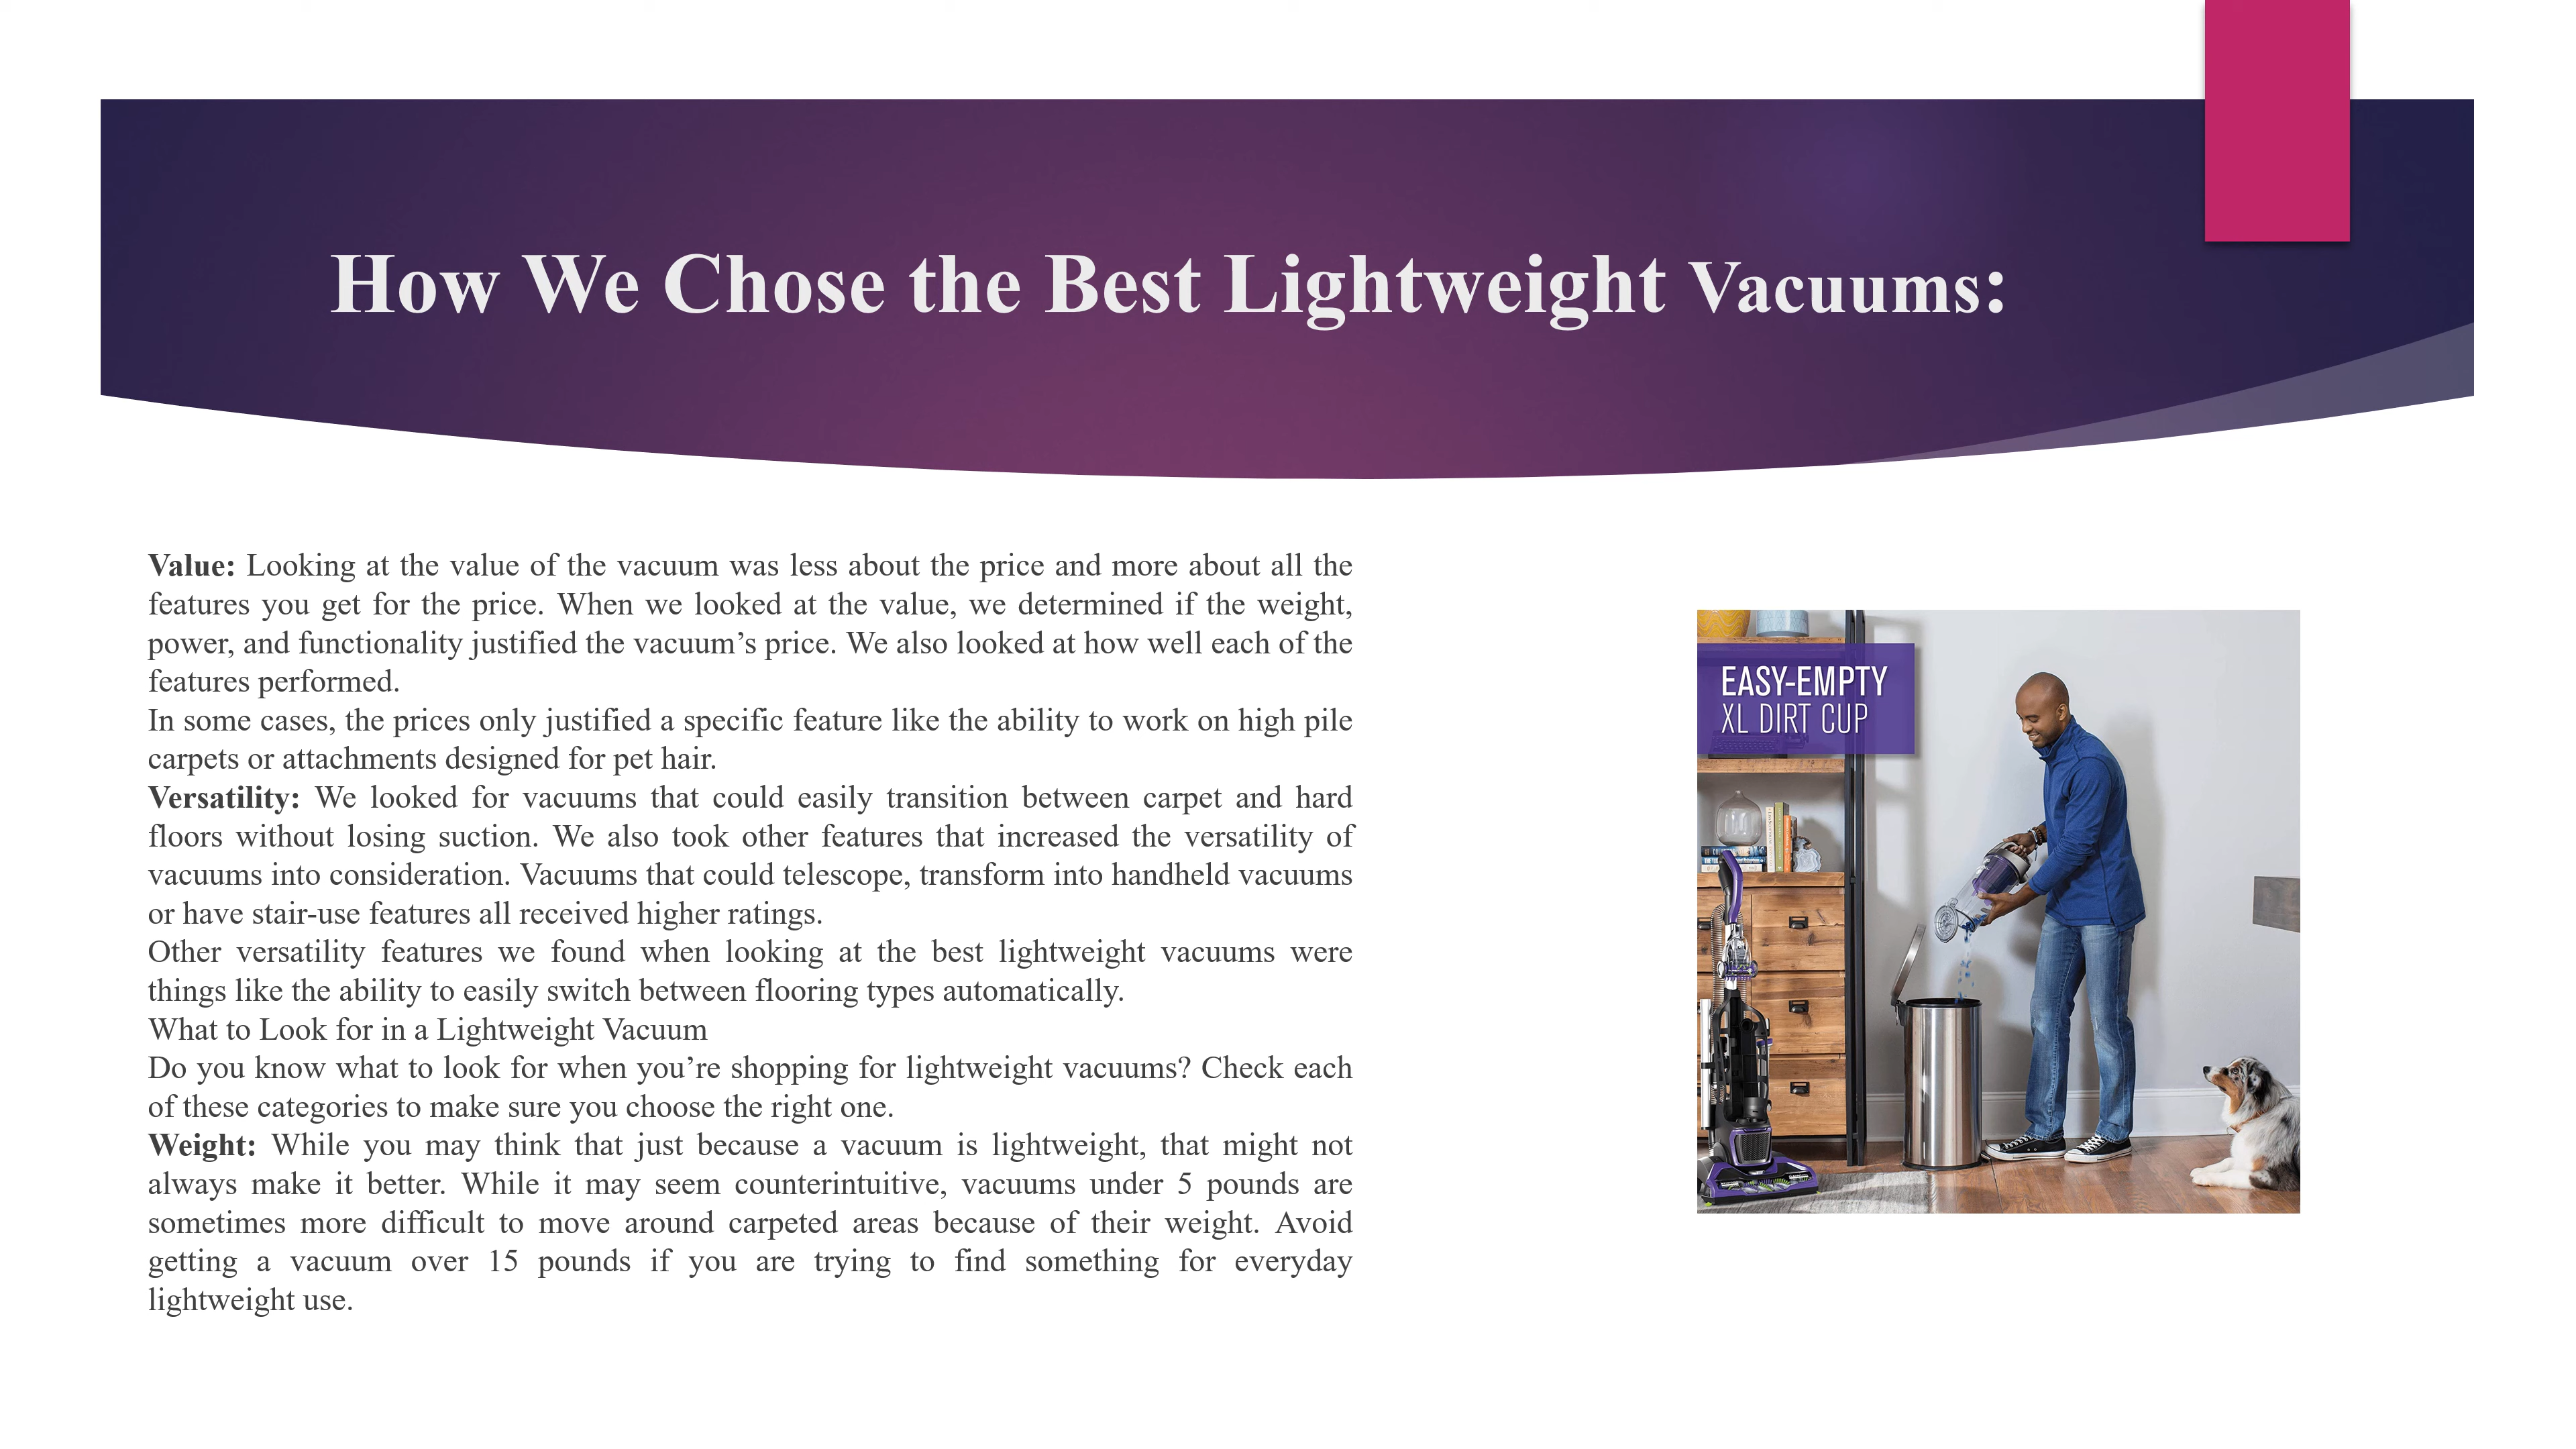 How We Chose the Best Lightweight Vacuums:
Value: Looking at the value of the vacuum was less about the price and more about all the
features you get for the price. When we looked at the value, we determined if the weight,
power, and functionality justified the vacuum’s price. We also looked at how well each of the
features performed.
In some cases, the prices only justified a specific feature like the ability to work on high pile
carpets or attachments designed for pet hair.
Versatility: We looked for vacuums that could easily transition between carpet and hard
floors without losing suction. We also took other features that increased the versatility of
vacuums into consideration. Vacuums that could telescope, transform into handheld vacuums
or have stair-use features all received higher ratings.
Other versatility features we found when looking at the best lightweight vacuums were
things like the ability to easily switch between flooring types automatically.
What to Look for in a Lightweight Vacuum
Do you know what to look for when you’re shopping for lightweight vacuums? Check each
of these categories to make sure you choose the right one.
Weight: While you may think that just because a vacuum is lightweight, that might not
always make it better. While it may seem counterintuitive, vacuums under 5 pounds are
sometimes more difficult to move around carpeted areas because of their weight. Avoid
getting a vacuum over 15 pounds if you are trying to find something for everyday
lightweight use.
EASY-EMPTY
XL DIRT CUP